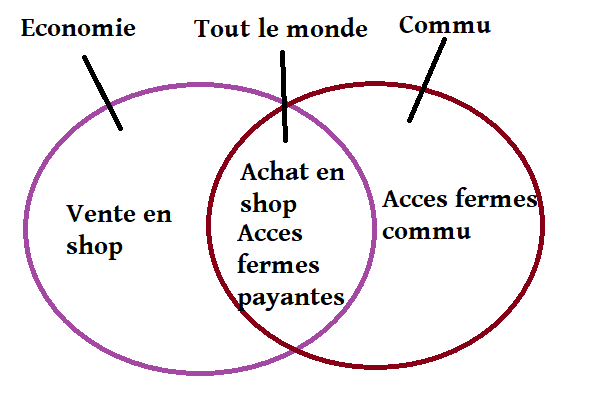 Economie
Tout le monde
Commu
Vente en
shop
Achat en
shop
Acces
fermes
payantes
Acces fermes
commu